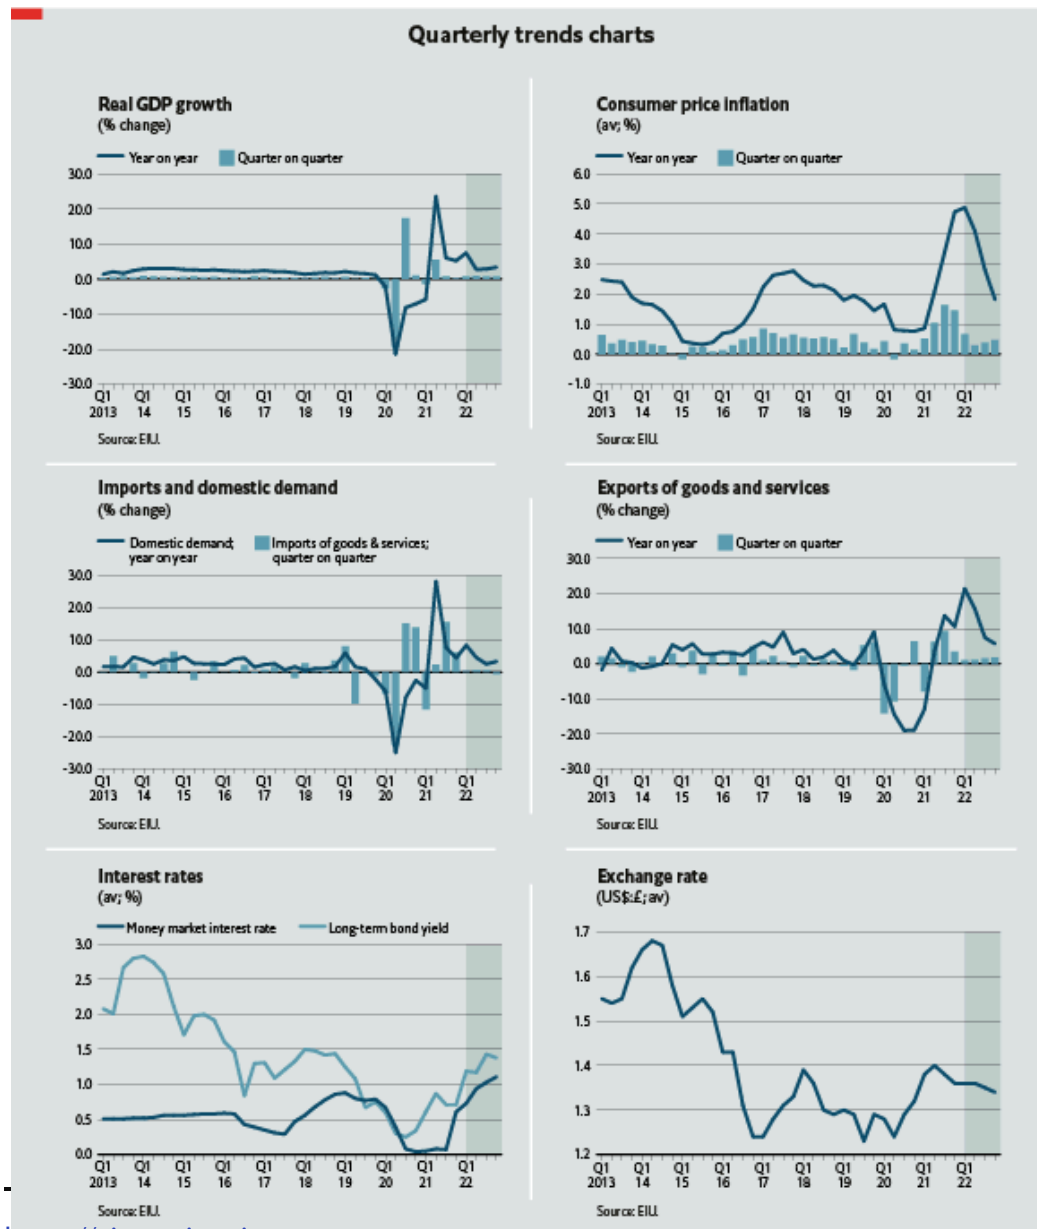 Quarterly trends charts
Real GDP growth
(% change)
Year on year Quarter on quarter
30.0
20.0
10.0
0.0
-10.0
-20.0
-30.0
Q1 Q1 Q1 Q1 Q1 Q1 Q1 Q1 Q1 Q1
2013 14 15 16 17 18 19 20 21 22
Source: EIU.
Consumer price inflation
(av; %)
Year on year Quarter on quarter
6.0
5.0
4.0
3.0
2.0
1.0
0.0
-1.0
Q1 Q1 Q1 Q1 Q1 Q1 Q1 Q1 Q1 Q1
2013 14 15 16 17 18 19 20 21 22
Source: EIU.
Imports and domestic demand
(% change)
Domestic demand; Imports of goods & services;
year on year quarter on quarter
30.0
20.0
10.0
0.0
-10.0
-20.0
-30.0
Q1 Q1 Q1 Q1 Q1 Q1 Q1 Q1 Q1 Q1
2013 14 15 16 17 18 19 20 21 22
Source: EIU.
Exports of goods and services
(% change)
Year on year Quarter on quarter
30.0
20.0
10.0
0.0
-10.0
-20.0
-30.0
Q1 Q1 Q1 Q1 Q1 Q1 Q1 Q1 Q1 Q1
2013 14 15 16 17 18 19 20 21 22
Source: EIU.
Interest rates
(av; %)
Money market interest rate Long-term bond yield
3.0
2.5
2.0
1.5
1.0
0.5
0.0
Q1 Q1 Q1 Q1 Q1 Q1 Q1 Q1 Q1 Q1
2013 14 15 16 17 18 19 20 21 22
Source: EIU.
Exchange rate
(US$:£; av)
1.7
1.6
1.5
1.4
1.3
1.2
Q1 Q1 Q1 Q1 Q1 Q1 Q1 Q1 Q1 Q1
2013 14 15 16 17 18 19 20 21 22
Source: EIU.